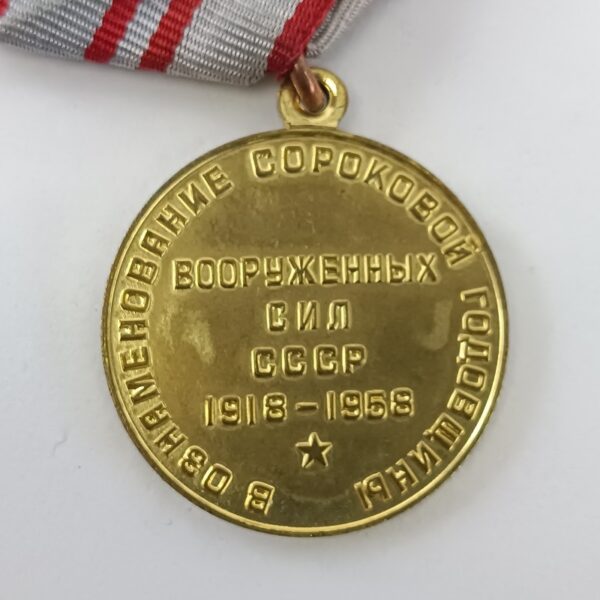 В ОЗНАМЕНОВАНИЕ СОРОКОВОЙ ГОДОВЩИНЫ
ВООРУЖЕННЫХ
СИЛ
СССР
1918-1958